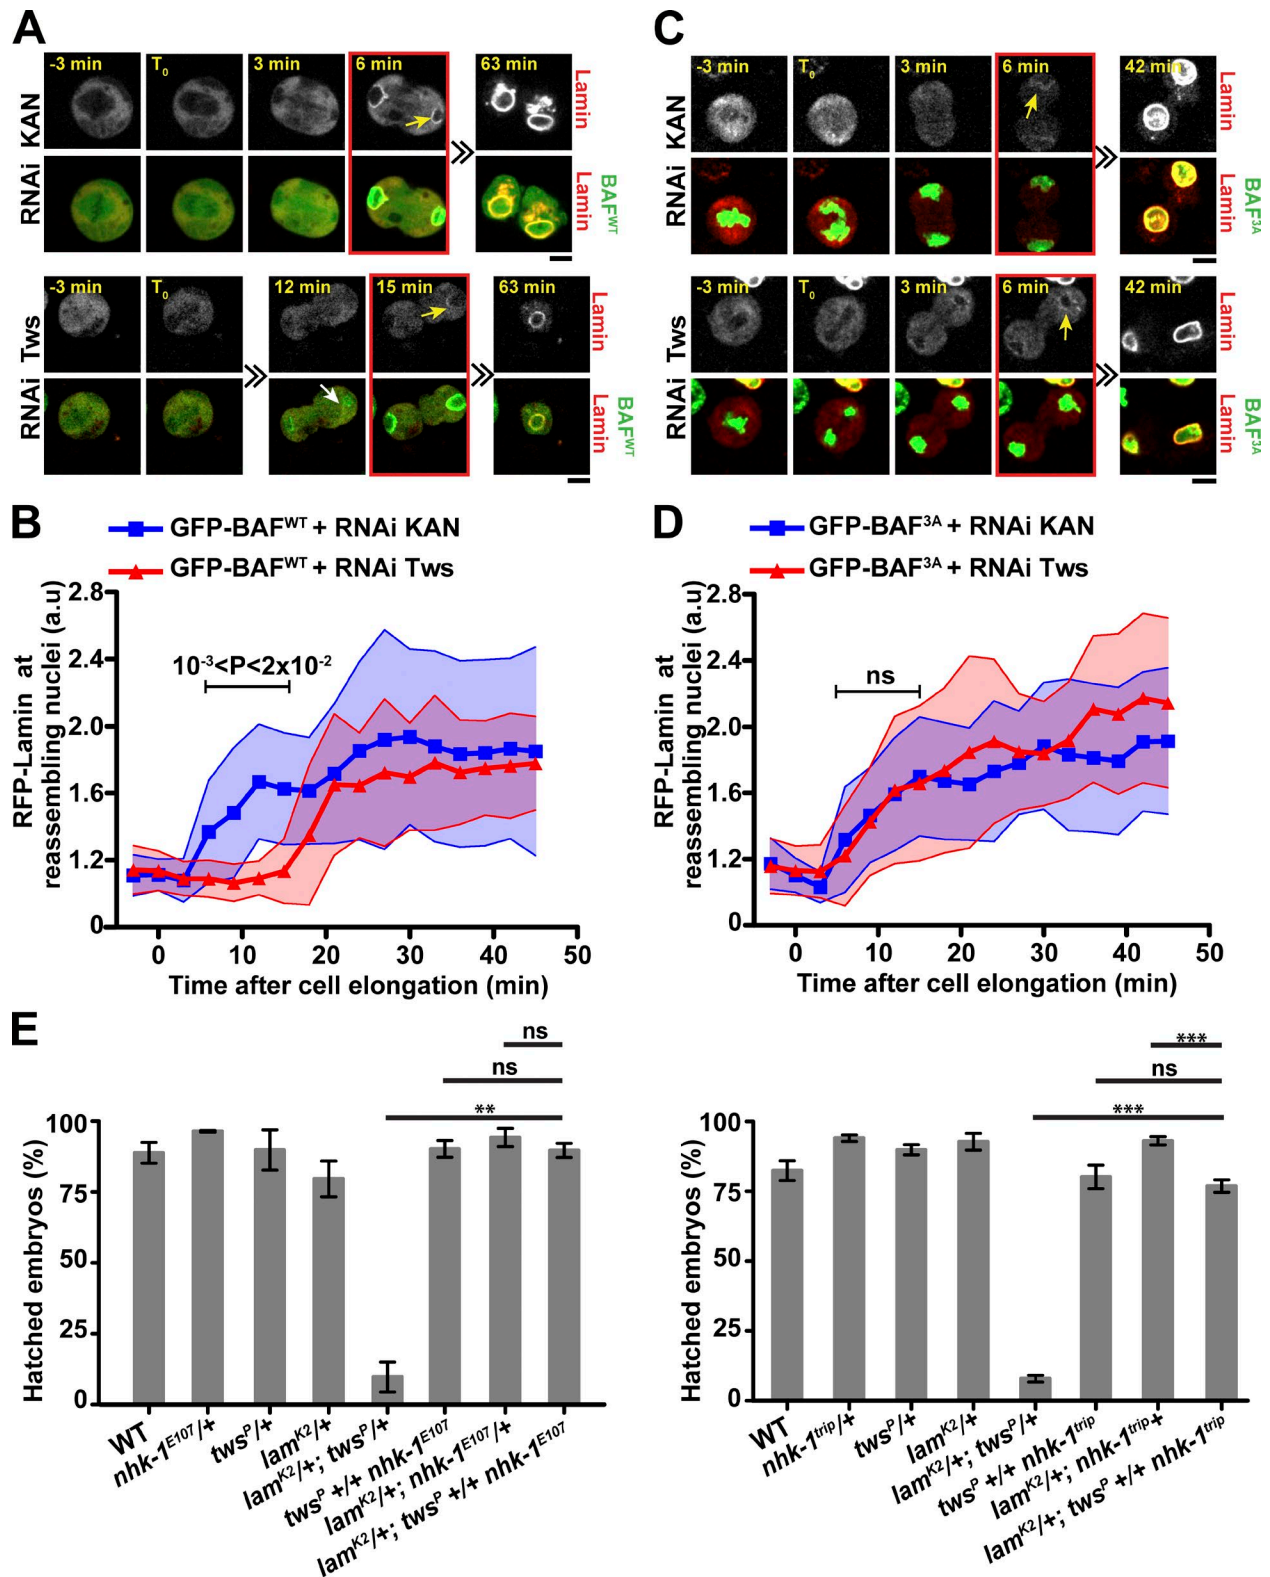 A
-3 min T0 3 min 6 min 63 min
RNAi KAN
Lamin
Lamin BAFWT
-3 min T0 12 min 15 min 63 min
RNAi Tws
Lamin
Lamin BAFWT
C
-3 min T0 3 min 6 min 42 min
RNAi KAN
Lamin
Lamin BAF3A
-3 min T0 3 min 6 min 42 min
RNAi Tws
Lamin
Lamin BAF3A
B
GFP-BAFWT + RNAi KAN
GFP-BAFWT + RNAi Tws
RFP-Lamin at
reassembling nuclei (a.u)
2.8
2.4
2.0
1.6
1.2
0
10-3<P<2x10-2
0 10 20 30 40 50
Time after cell elongation (min)
D
GFP-BAF3A + RNAi KAN
GFP-BAF3A + RNAi Tws
RFP-Lamin at
reassembling nuclei (a.u)
2.8
2.4
2.0
1.6
1.2
0
ns
0 10 20 30 40 50
Time after cell elongation (min)
E
ns
ns
**
Hatched embryos (%)
100
75
50
25
0
WT
nhk-1E107/+
twsP/+
lamK2/+
lamK2/+; twsP/+
twsP +/+ nhk-1E107
lamK2/+; nhk-1E107/+
lamK2/+; twsP +/+ nhk-1E107
***
ns
***
Hatched embryos (%)
100
75
50
25
0
WT
nhk-1trip/+
twsP/+
lamK2/+
lamK2/+; twsP/+
twsP +/+ nhk-1trip
lamK2/+; nhk-1trip+
lamK2/+; twsP +/+ nhk-1trip